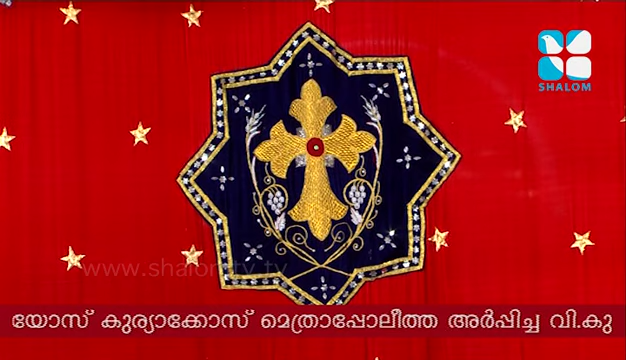 SHALOM
www.shalomtv.tv
യോസ് കുര്യാക്കോസ് മെത്രാപ്പോലീത്ത അർപ്പിച്ച വി.കു